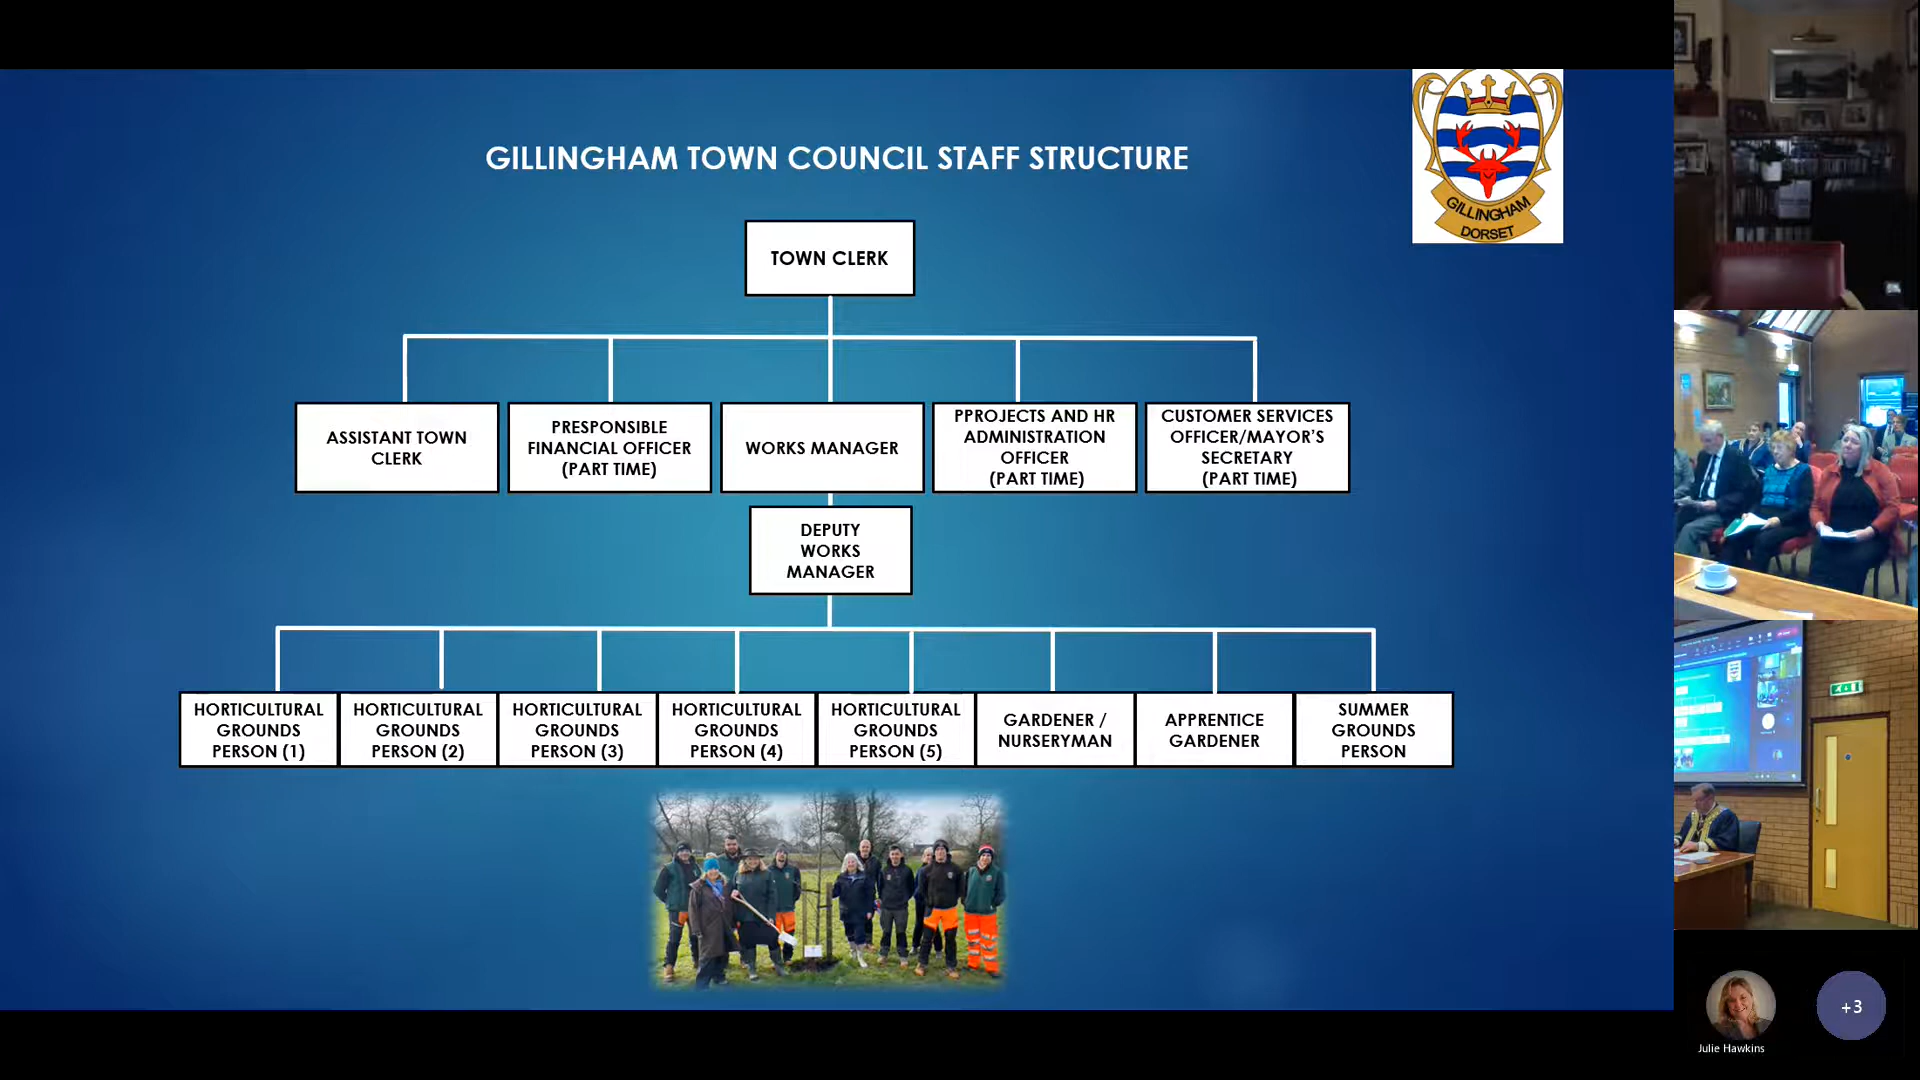 GILLINGHAM TOWN COUNCIL STAFF STRUCTURE
GILLINGHAM
DORSET
TOWN CLERK
ASSISTANT TOWN
CLERK
PRESPONSIBLE
FINANCIAL OFFICER
(PART TIME)
WORKS MANAGER
PPROJECTS AND HR
ADMINISTRATION
OFFICER
(PART TIME)
CUSTOMER SERVICES
OFFICER/MAYOR'S
SECRETARY
(PART TIME)
DEPUTY
WORKS
MANAGER
HORTICULTURAL
GROUNDS
PERSON (1)
HORTICULTURAL
GROUNDS
PERSON (2)
HORTICULTURAL
GROUNDS
PERSON (3)
HORTICULTURAL
GROUNDS
PERSON (4)
HORTICULTURAL
GROUNDS
PERSON (5)
GARDENER /
NURSERYMAN
APPRENTICE
GARDENER
SUMMER
GROUNDS
PERSON
Julie Hawkins
+3